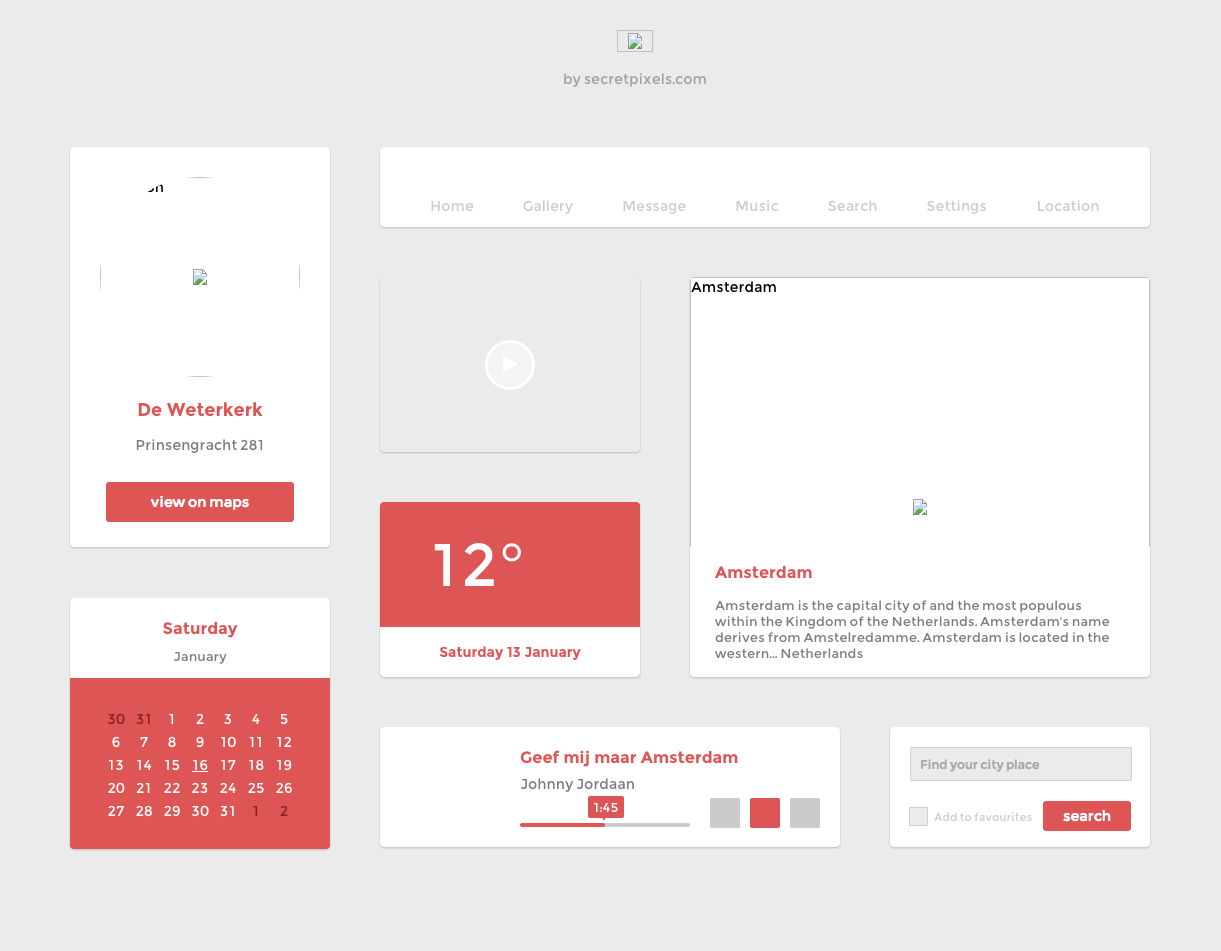 by secretpixels.com
Home Gallery Message Music Search Settings Location
De Weterkerk
Prinsengracht 281
view on maps
Amsterdam
Amsterdam
Amsterdam is the capital city of and the most populous
within the Kingdom of the Netherlands. Amsterdam's name
derives from Amstelredamme. Amsterdam is located in the
western... Netherlands
12°
Saturday 13 January
Saturday
January
30 31 1 2 3 4 5
6 7 8 9 10 11 12
13 14 15 16 17 18 19
20 21 22 23 24 25 26
27 28 29 30 31 1 2
Geef mij maar Amsterdam
Johnny Jordaan
1:45
Find your city place
Add to favourites
search